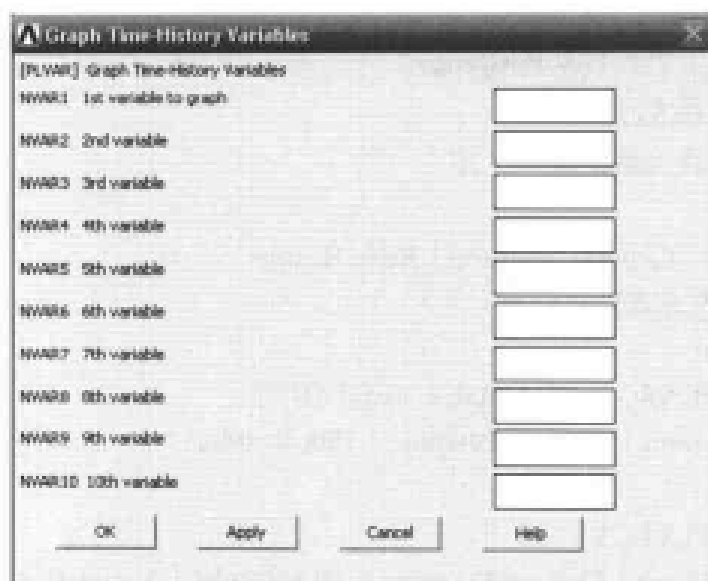 Graph Time-History Variables
[PLVAR] Graph Time-History Variables
NVAR1 1st variable to graph
NVAR2 2nd variable
NVAR3 3rd variable
NVAR4 4th variable
NVAR5 5th variable
NVAR6 6th variable
NVAR7 7th variable
NVAR8 8th variable
NVAR9 9th variable
NVAR10 10th variable
OK Apply Cancel Help